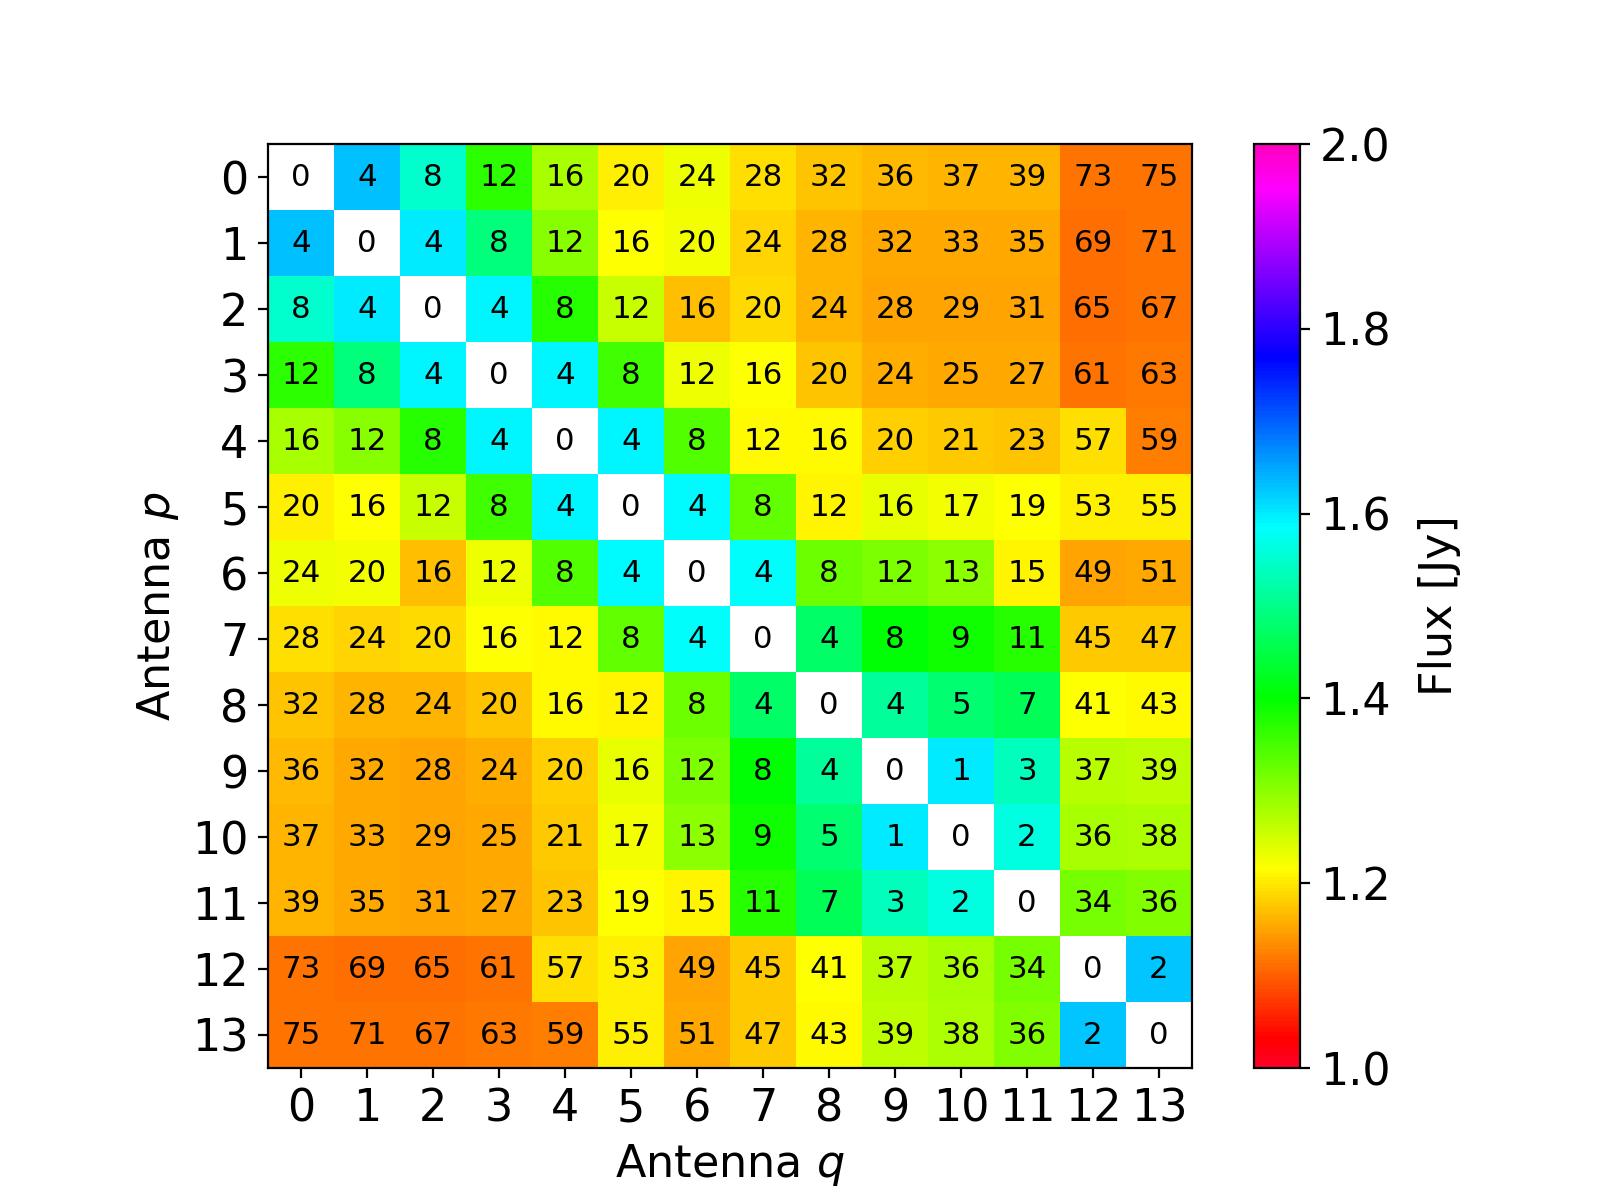 0 0 4 8 12 16 20 24 28 32 36 37 39 73 75
1 4 0 4 8 12 16 20 24 28 32 33 35 69 71
2 8 4 0 4 8 12 16 20 24 28 29 31 65 67
3 12 8 4 0 4 8 12 16 20 24 25 27 61 63
4 16 12 8 4 0 4 8 12 16 20 21 23 57 59
5 20 16 12 8 4 0 4 8 12 16 17 19 53 55
6 24 20 16 12 8 4 0 4 8 12 13 15 49 51
7 28 24 20 16 12 8 4 0 4 8 9 11 45 47
8 32 28 24 20 16 12 8 4 0 4 5 7 41 43
9 36 32 28 24 20 16 12 8 4 0 1 3 37 39
10 37 33 29 25 21 17 13 9 5 1 0 2 36 38
11 39 35 31 27 23 19 15 11 7 3 2 0 34 36
12 73 69 65 61 57 53 49 45 41 37 36 34 0 2
13 75 71 67 63 59 55 51 47 43 39 38 36 2 0
0 1 2 3 4 5 6 7 8 9 10 11 12 13
Antenna q
Antenna p
2.0
1.8
1.6
1.4
1.2
1.0
Flux [Jy]